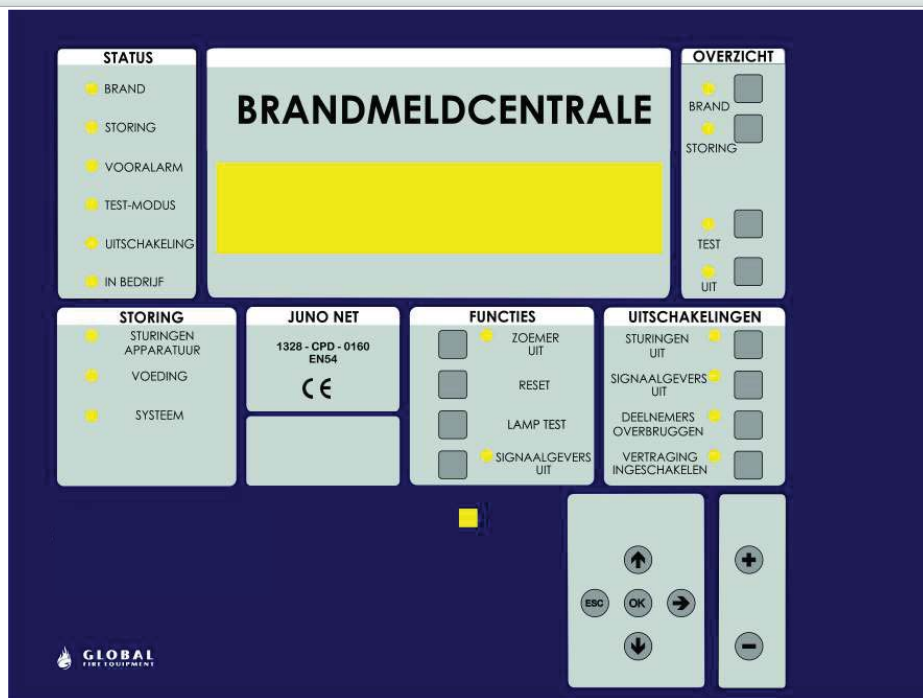 STATUS
BRAND
STORING
VOORALARM
TEST-MODUS
UITSCHAKELING
IN BEDRIJF
BRANDMELDCENTRALE
OVERZICHT
BRAND
STORING
TEST
UIT
STORING
STURINGEN
APPARATUUR
VOEDING
SYSTEEM
JUNO NET
1328 - CPD - 0160
EN54
CE
FUNCTIES
ZOEMER
UIT
RESET
LAMP TEST
SIGNAALGEVERS
UIT
UITSCHAKELINGEN
STURINGEN
UIT
SIGNAALGEVERS
UIT
DEELNEMERS
OVERBRUGGEN
VERTRAGING
INGESCHAKELEN
ESC
OK
+
−
GLOBAL
FIRE EQUIPMENT